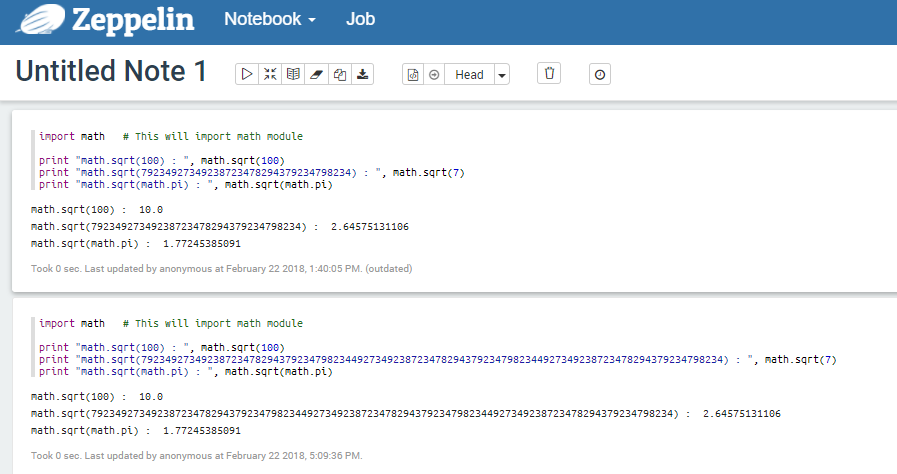 Zeppelin Notebook Job
Untitled Note 1 Head
import math # This will import math module
print "math.sqrt(100) : ", math.sqrt(100)
print "math.sqrt(79234927349238723478294379234798234) : ", math.sqrt(7)
print "math.sqrt(math.pi) : ", math.sqrt(math.pi)
math.sqrt(100) : 10.0
math.sqrt(79234927349238723478294379234798234) : 2.64575131106
math.sqrt(math.pi) : 1.77245385091
Took 0 sec. Last updated by anonymous at February 22 2018, 1:40:05 PM. (outdated)
import math # This will import math module
print "math.sqrt(100) : ", math.sqrt(100)
print "math.sqrt(7923492734923872347829437923479823449273492387234782943792347982344927349238723478294379234798234) : ", math.sqrt(7)
print "math.sqrt(math.pi) : ", math.sqrt(math.pi)
math.sqrt(100) : 10.0
math.sqrt(7923492734923872347829437923479823449273492387234782943792347982344927349238723478294379234798234) : 2.64575131106
math.sqrt(math.pi) : 1.77245385091
Took 0 sec. Last updated by anonymous at February 22 2018, 5:09:36 PM.